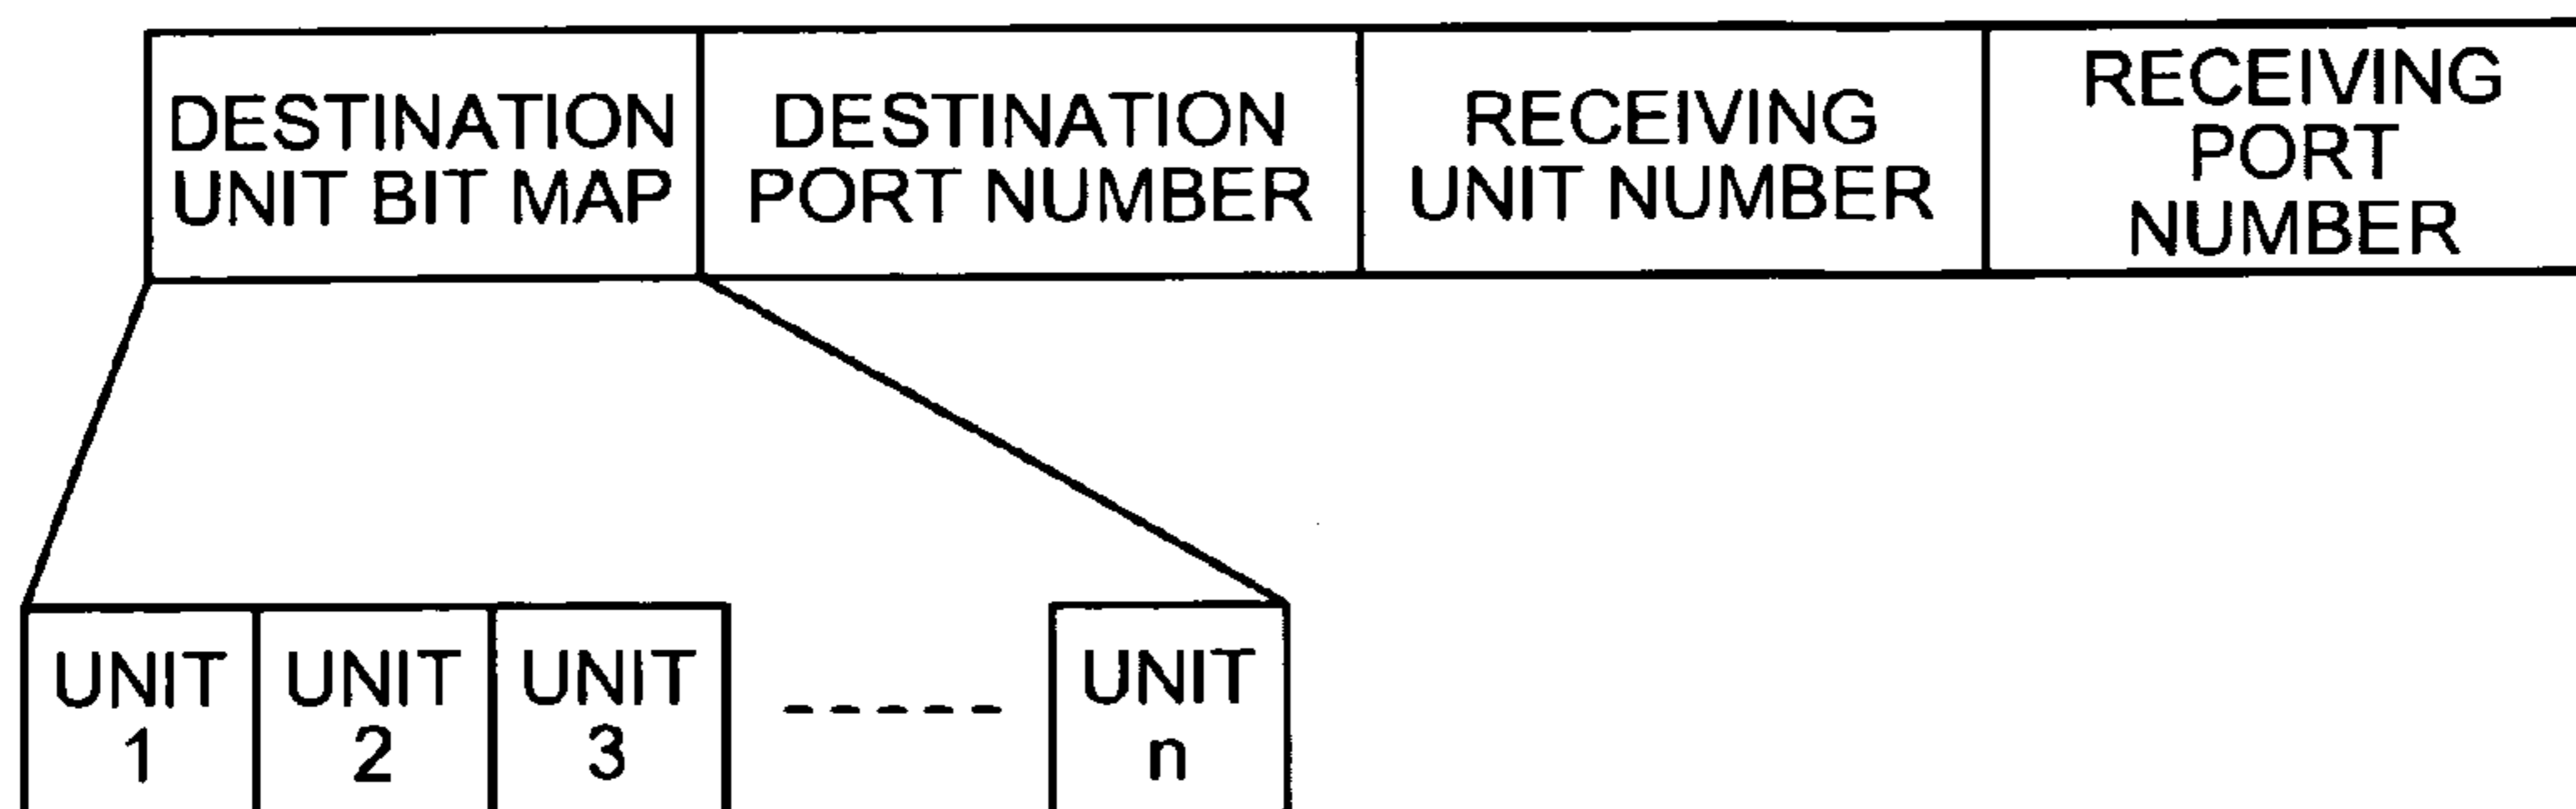 DESTINATION
UNIT BIT MAP
DESTINATION
PORT NUMBER
RECEIVING
UNIT NUMBER
RECEIVING
PORT
NUMBER
UNIT
1
UNIT
2
UNIT
3
UNIT
n